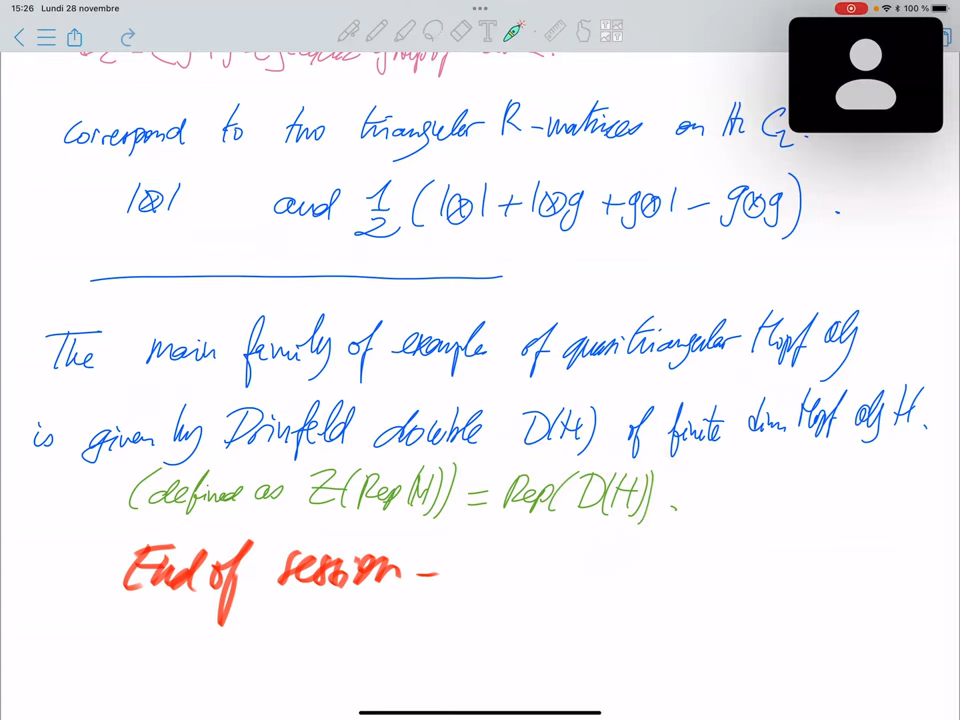 15:26 Lundi 28 novembre
100 %
correspond to two triangular R-matrices on H C₂.
1⊗1 and 1/2 (1⊗1 + 1⊗g + g⊗1 - g⊗g).
The main family of example of quasitriangular Hopf alg
is given by Drinfeld double D(H) of finite dim Hopf alg H.
(defined as Z(Rep(H)) = Rep(D(H)).
End of session -